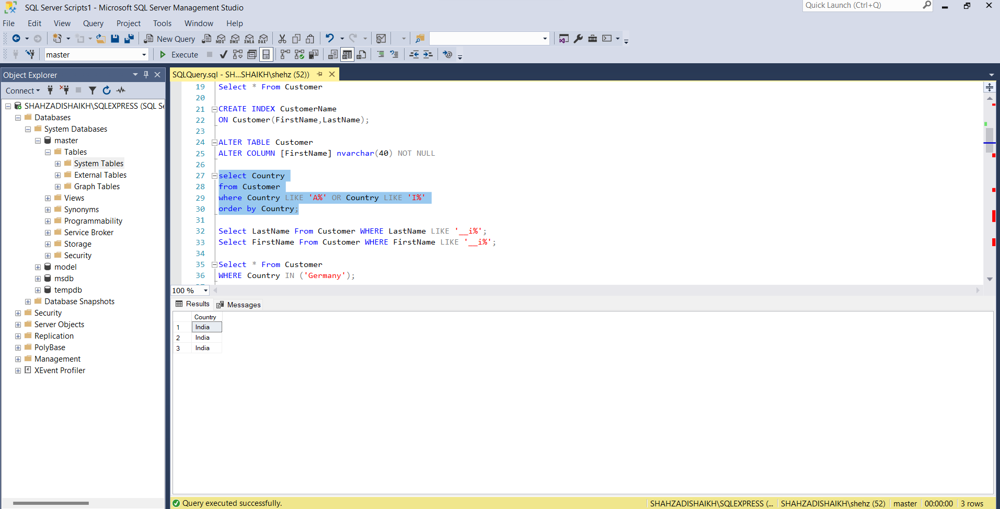 SQL Server Scripts1 - Microsoft SQL Server Management Studio
Quick Launch (Ctrl+Q)
File Edit View Query Project Tools Window Help
New Query MDX DMX XMLA DAX
master Execute
Object Explorer
SQLQuery.sql - SH...SHAIKH\shehz (52))
Connect
SHAHZADISHAIKH\SQLEXPRESS (SQL Se
Databases
System Databases
master
Tables
System Tables
External Tables
Graph Tables
Views
Synonyms
Programmability
Service Broker
Storage
Security
model
msdb
tempdb
Database Snapshots
Security
Server Objects
Replication
PolyBase
Management
XEvent Profiler
19 Select * From Customer
20
21 CREATE INDEX CustomerName
22 ON Customer(FirstName,LastName);
23
24 ALTER TABLE Customer
25 ALTER COLUMN [FirstName] nvarchar(40) NOT NULL
26
27 select Country
28 from Customer
29 where Country LIKE 'A%' OR Country LIKE 'I%'
30 order by Country;
31
32 Select LastName From Customer WHERE LastName LIKE '__i%';
33 Select FirstName From Customer WHERE FirstName LIKE '__i%';
34
35 Select * From Customer
36 WHERE Country IN ('Germany');
100 %
Results Messages
Country
1 India
2 India
3 India
Query executed successfully.
SHAHZADISHAIKH\SQLEXPRESS (... SHAHZADISHAIKH\shehz (52) master 00:00:00 3 rows